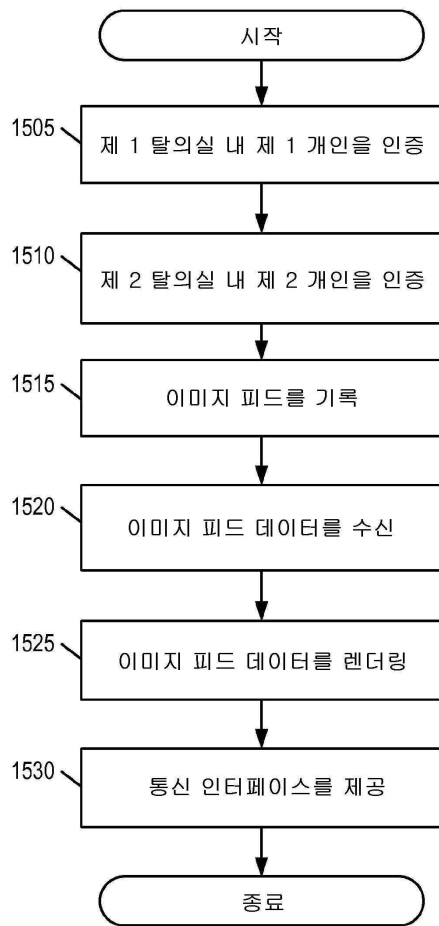 시작
1505
제 1 탈의실 내 제 1 개인을 인증
1510
제 2 탈의실 내 제 2 개인을 인증
1515
이미지 피드를 기록
1520
이미지 피드 데이터를 수신
1525
이미지 피드 데이터를 렌더링
1530
통신 인터페이스를 제공
종료